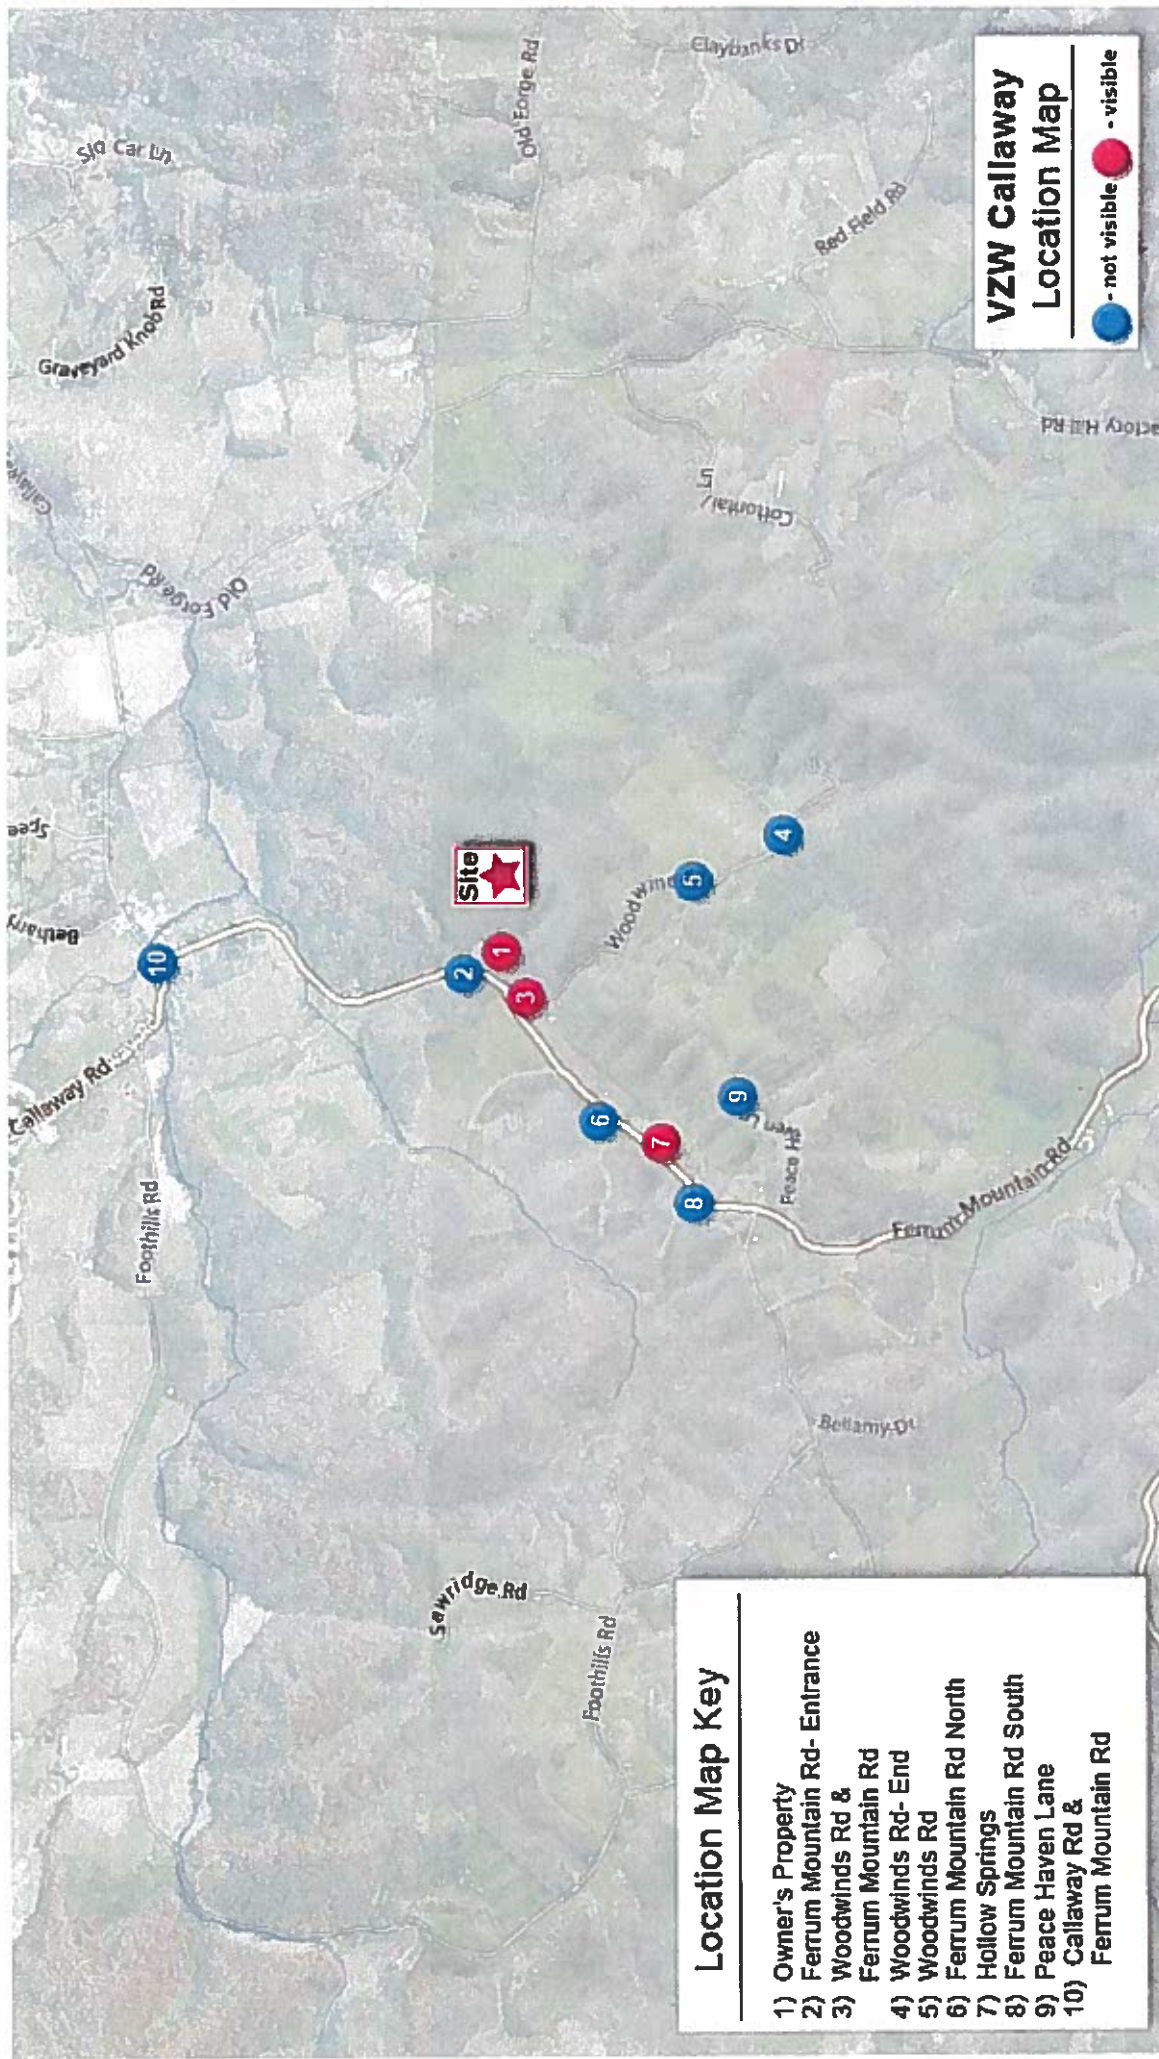 VZW Callaway
Location Map
- not visible - visible
Location Map Key
1) Owner's Property
2) Ferrum Mountain Rd- Entrance
3) Woodwinds Rd &
Ferrum Mountain Rd
4) Woodwinds Rd- End
5) Woodwinds Rd
6) Ferrum Mountain Rd North
7) Hollow Springs
8) Ferrum Mountain Rd South
9) Peace Haven Lane
10) Callaway Rd &
Ferrum Mountain Rd
Callaway Rd
Foothills Rd
Bethany
Spee
Old Forge Rd
Graveyard Knob Rd
Old Forge Rd
Claybanks Dr
Red Field Rd
Cottontail Ln
actory Hill Rd
Site
1
2
3
4
5
6
7
8
9
10
Ferrum Mountain Rd
Bellamy Dr
Sawridge Rd
Foothills Rd